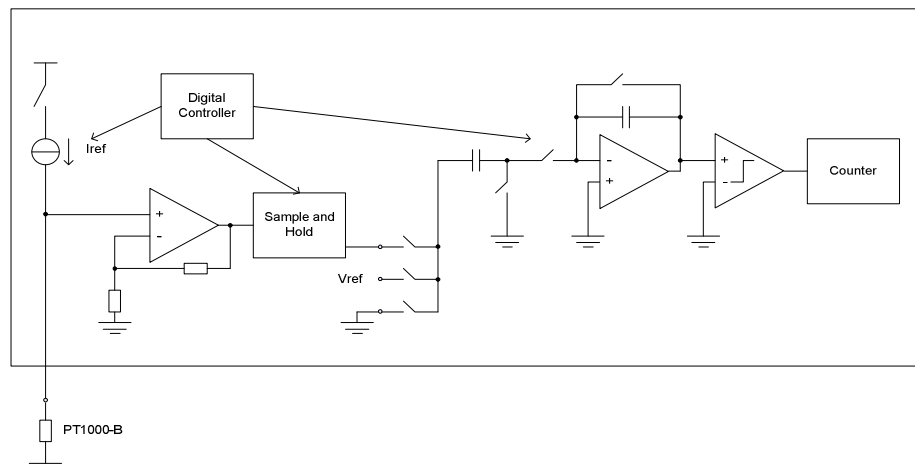 Digital
Controller
Iref
+
-
Sample and
Hold
Vref
-
+
+
-
Counter
PT1000-B